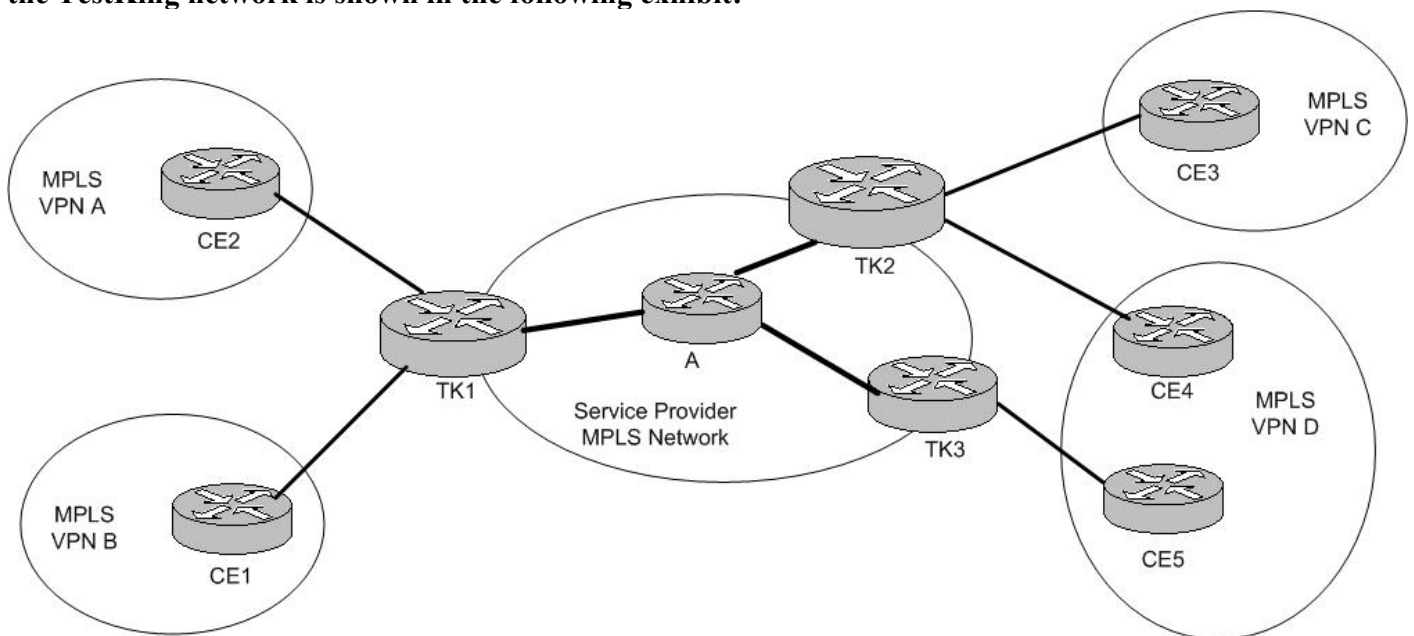 the TestKing network is shown in the following exhibit:
MPLS
VPN A
CE2
MPLS
VPN B
CE1
TK1
A
Service Provider
MPLS Network
TK2
TK3
CE3
MPLS
VPN C
CE4
MPLS
VPN D
CE5